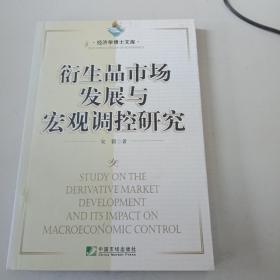 经济学博士文库
衍生品市场
发展与
宏观调控研究
安毅 著
STUDY ON THE
DERIVATIVE MARKET
DEVELOPMENT
AND ITS IMPACT ON
MACROECONOMIC CONTROL
中国市场出版社
China Market Press